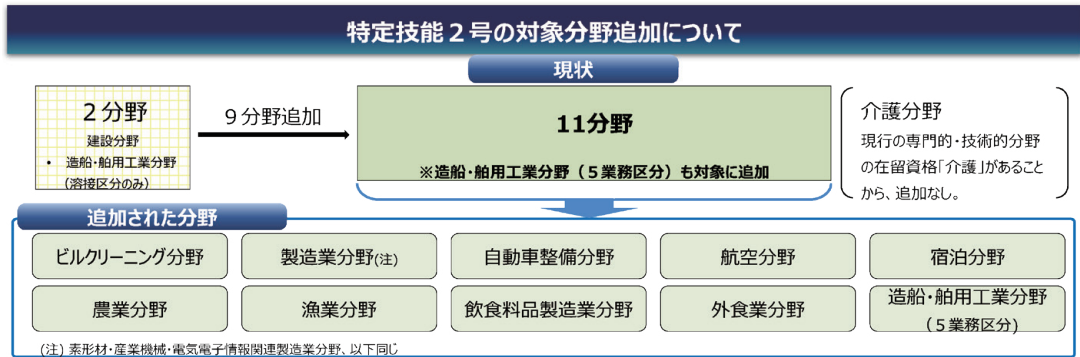 特定技能２号の対象分野追加について
現状
２分野
建設分野
• 造船・舶用工業分野
(溶接区分のみ)
９分野追加
11分野
※造船・舶用工業分野（５業務区分）も対象に追加
介護分野
現行の専門的・技術的分野
の在留資格「介護」があること
から、追加なし。
追加された分野
ビルクリーニング分野
製造業分野(注)
自動車整備分野
航空分野
宿泊分野
農業分野
漁業分野
飲食料品製造業分野
外食業分野
造船・舶用工業分野
（５業務区分)
(注) 素形材・産業機械・電気電子情報関連製造業分野、以下同じ